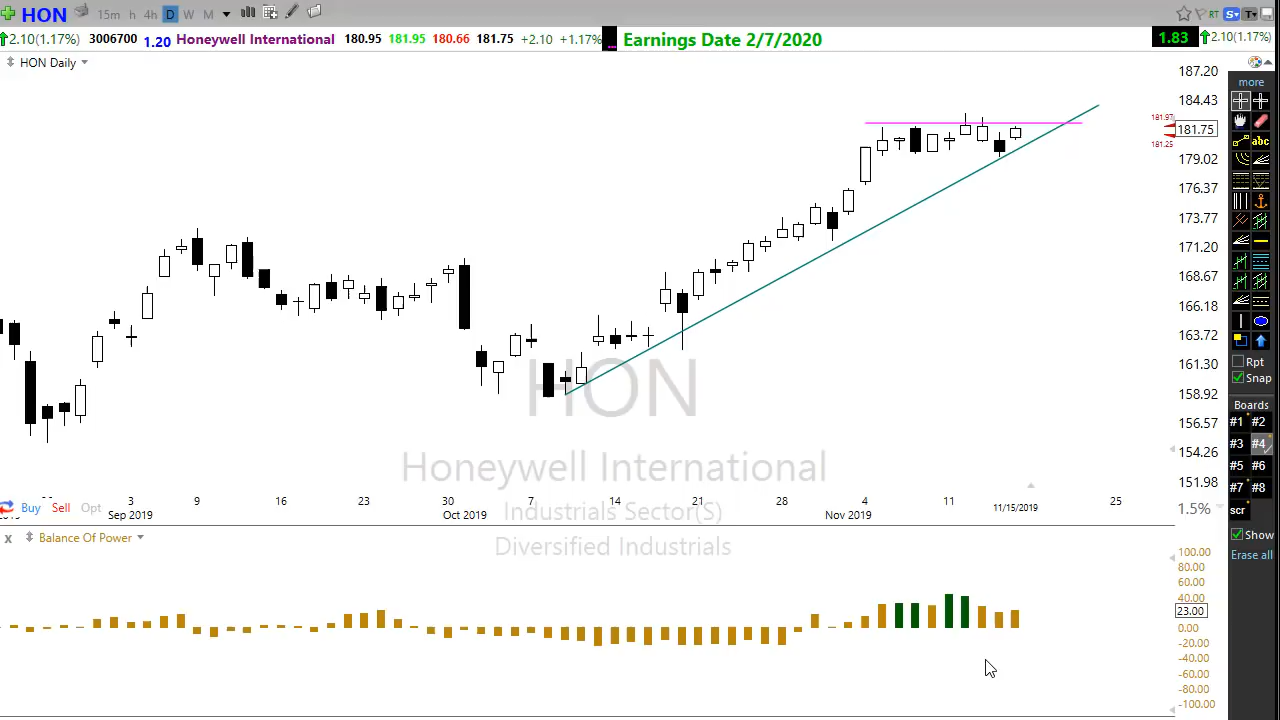 HON 15m h 4h D W M RT S T
2.10(1.17%) 3006700 1.20 Honeywell International 180.95 181.95 180.66 181.75 +2.10 +1.17% Earnings Date 2/7/2020 1.83 2.10(1.17%)
HON Daily
187.20
more
184.43
181.97
181.75
181.25
abc
179.02
176.37
173.77
171.20
168.67
166.18
163.72
161.30
Rpt
Snap
158.92
HON
Boards
156.57
#1 #2
#3 #4
154.26
Honeywell International
#5 #6
151.98
#7 #8
3 9 16 23 30 7 14 21 28 4 11 25
Buy Sell Opt Sep 2019 Oct 2019 Industrials Sector(S) Nov 2019 11/15/2019 1.5% scr
x Balance Of Power
Show
Diversified Industrials
100.00
Erase all
80.00
60.00
40.00
23.00
0.00
-20.00
-40.00
-60.00
-80.00
-100.00